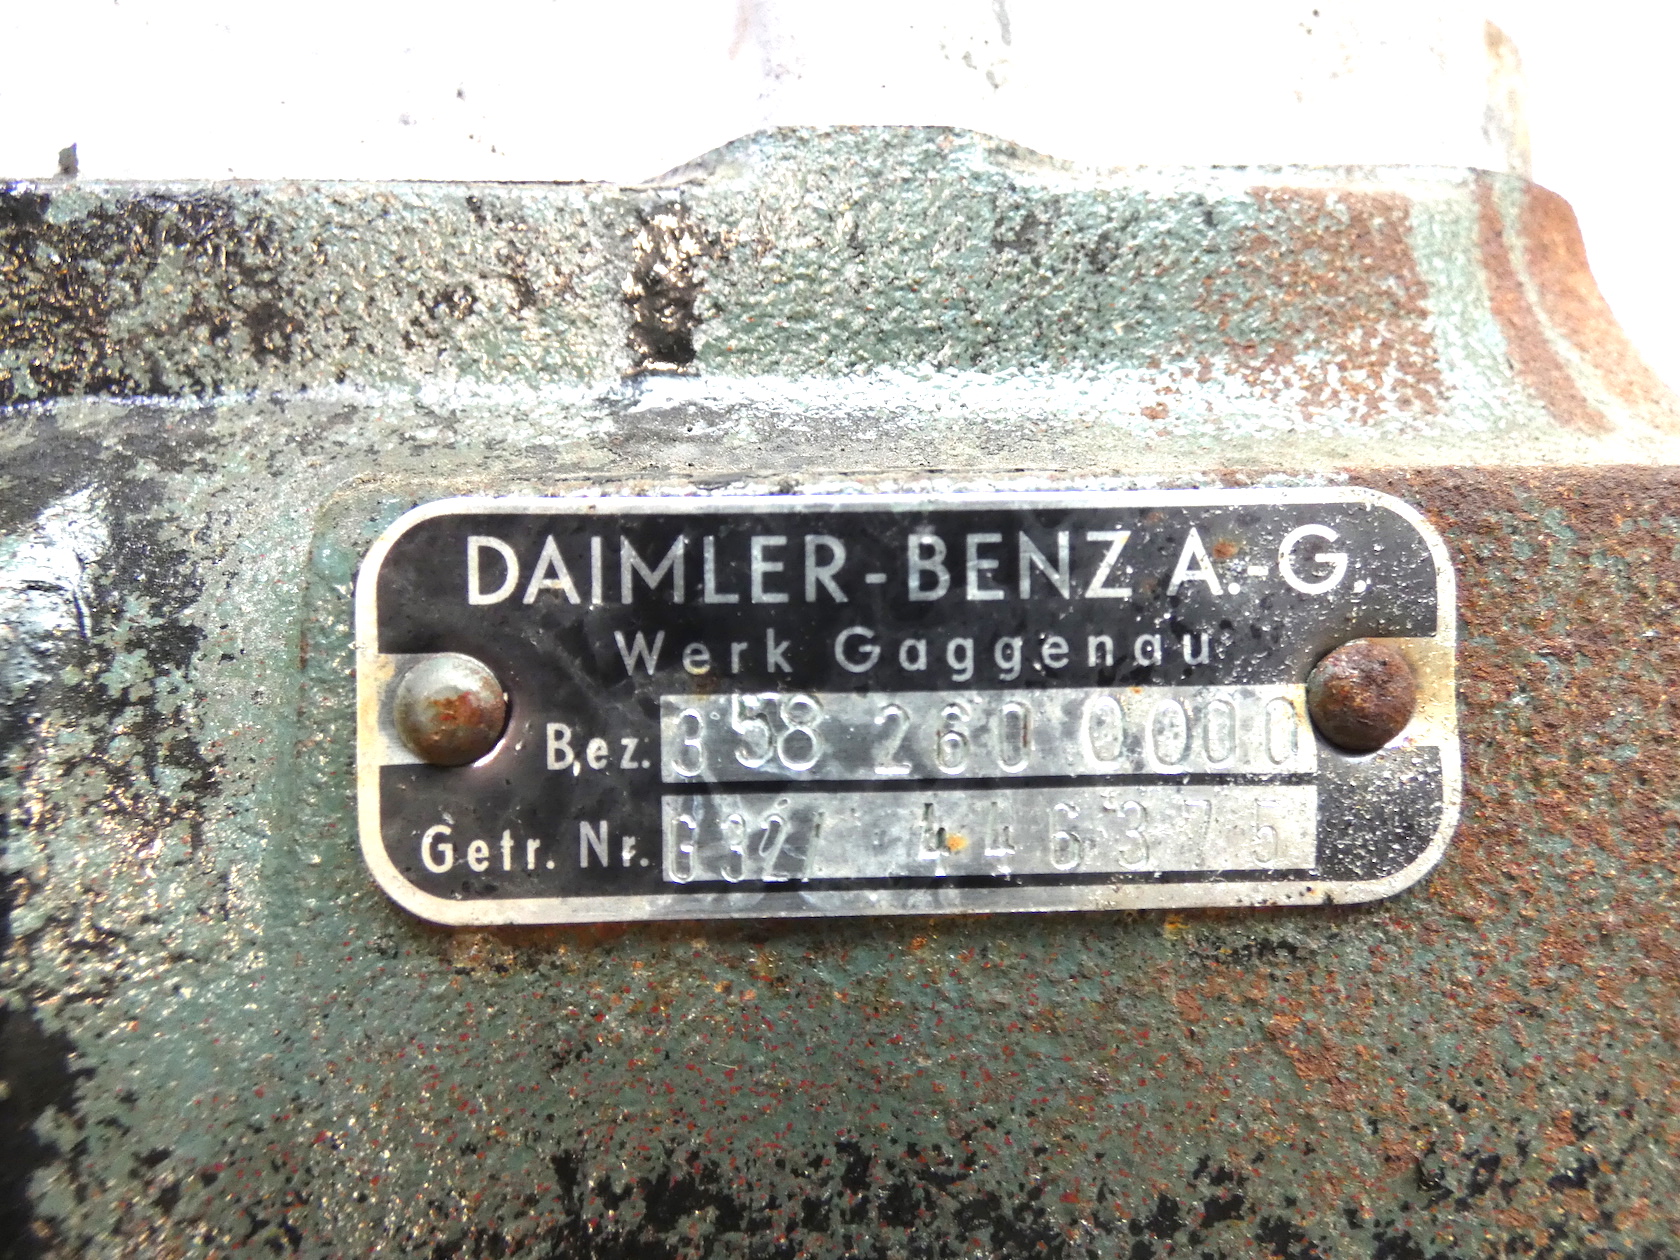 DAIMLER-BENZ A.-G.
Werk Gaggenau
Bez. 358 260 0000
Getr. Nr. G32/ 446375